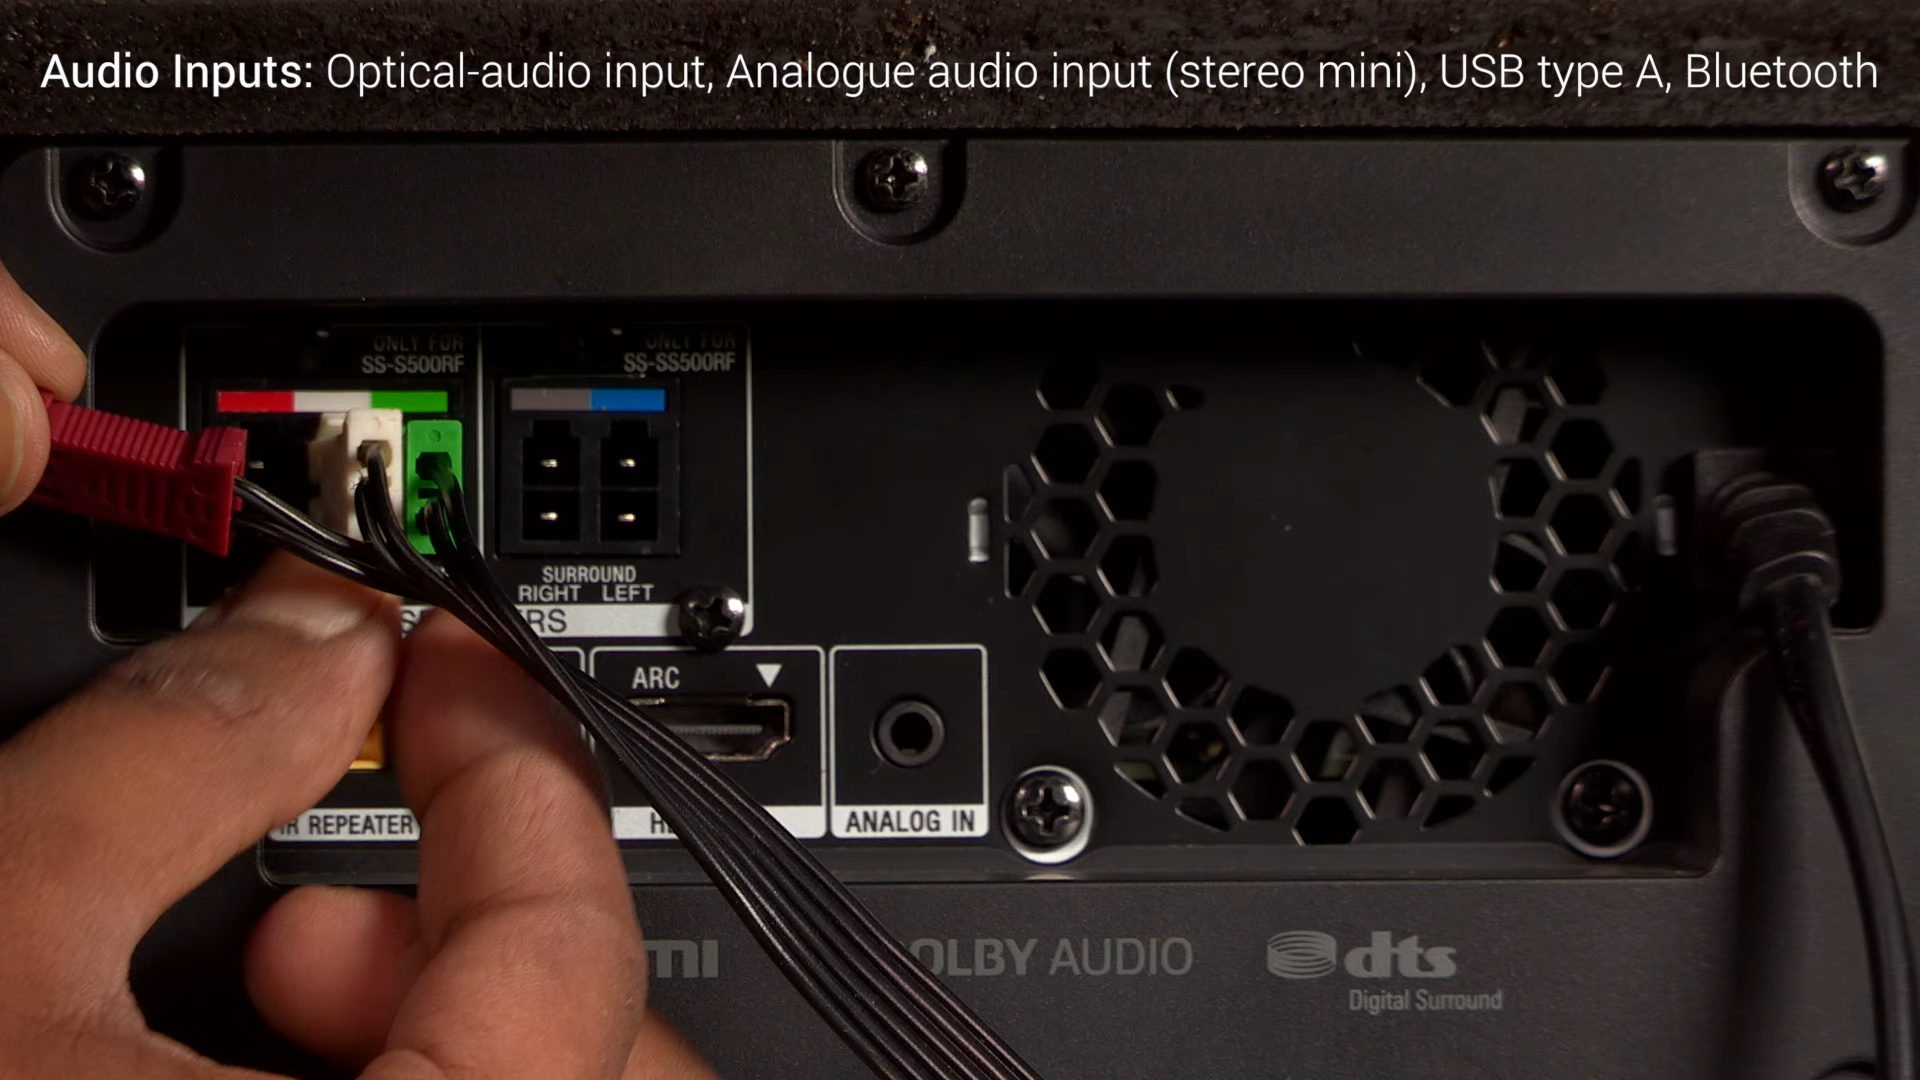 Audio Inputs: Optical-audio input, Analogue audio input (stereo mini), USB type A, Bluetooth
ONLY FOR
SS-S500RF
ONLY FOR
SS-SS500RF
SURROUND
RIGHT LEFT
ARC
IR REPEATER
ANALOG IN
OLBY AUDIO
dts
Digital Surround